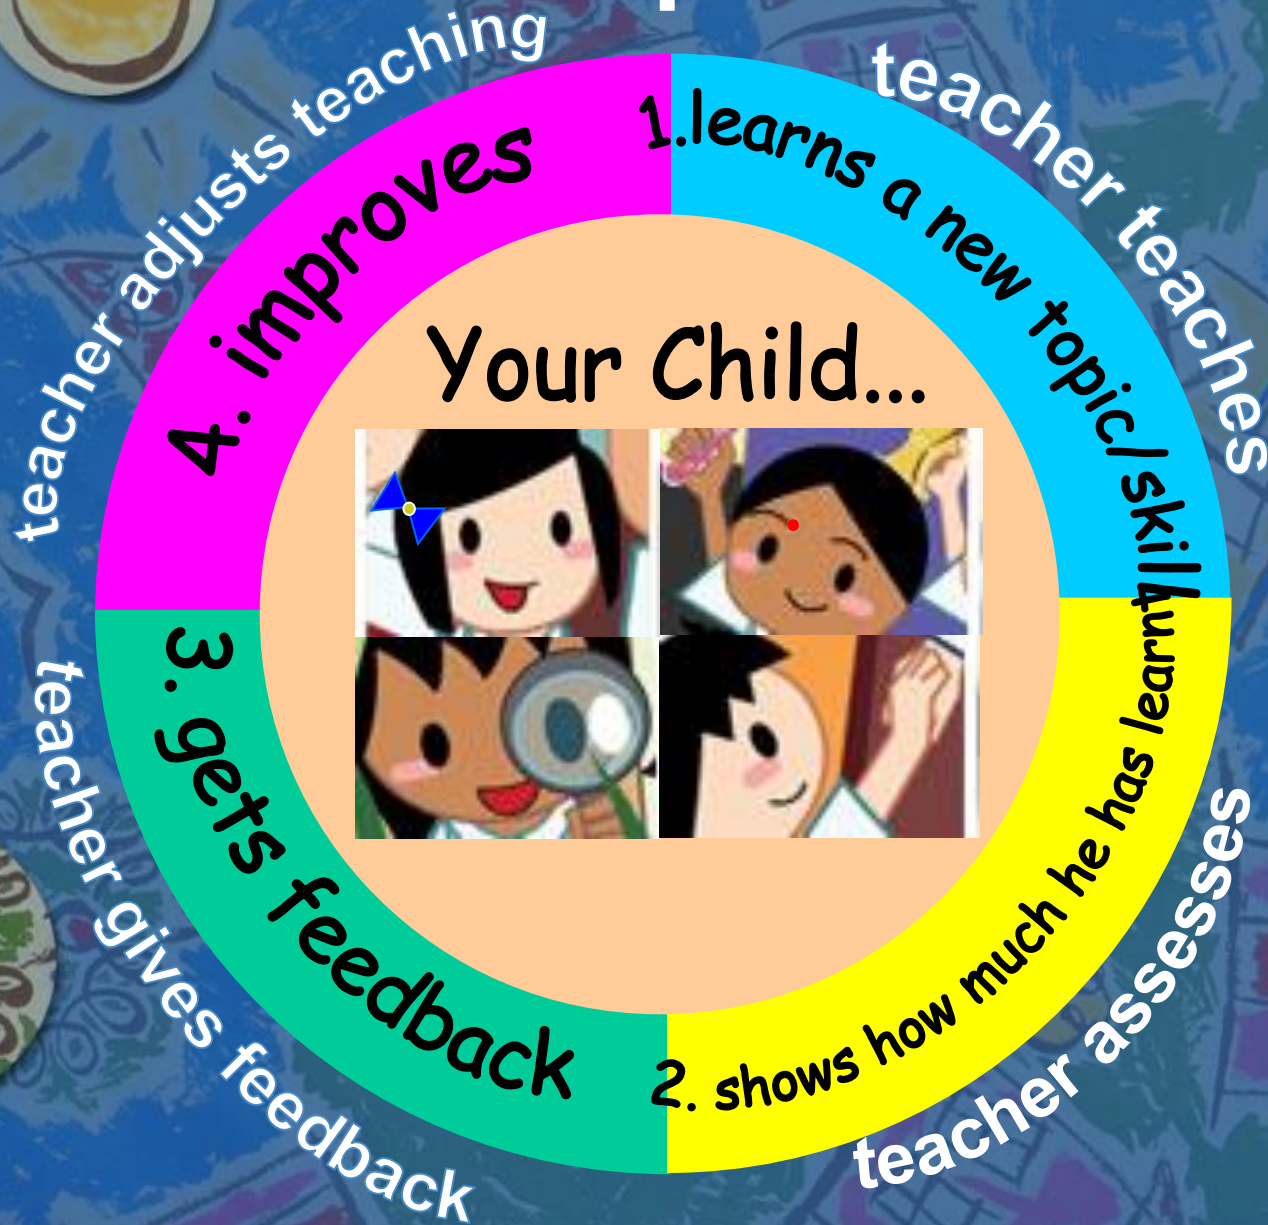 Your Child...
1.learns a new topic/skill
teacher teaches
2. shows how much he has learnt
teacher assesses
3. gets feedback
teacher gives feedback
4. improves
teacher adjusts teaching